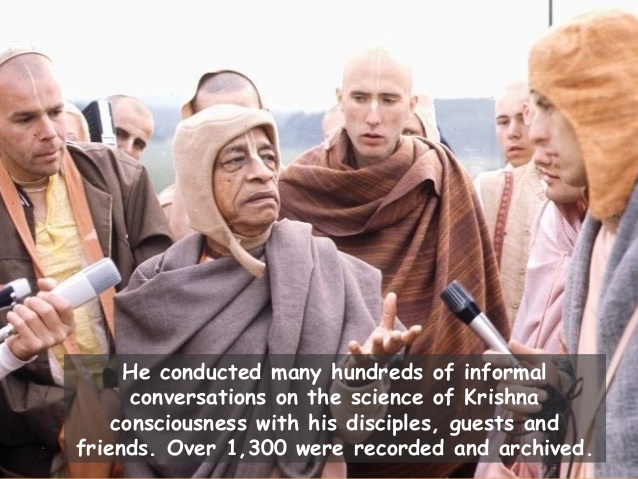 He conducted many hundreds of informal
conversations on the science of Krishna
consciousness with his disciples, guests and
friends. Over 1,300 were recorded and archived.